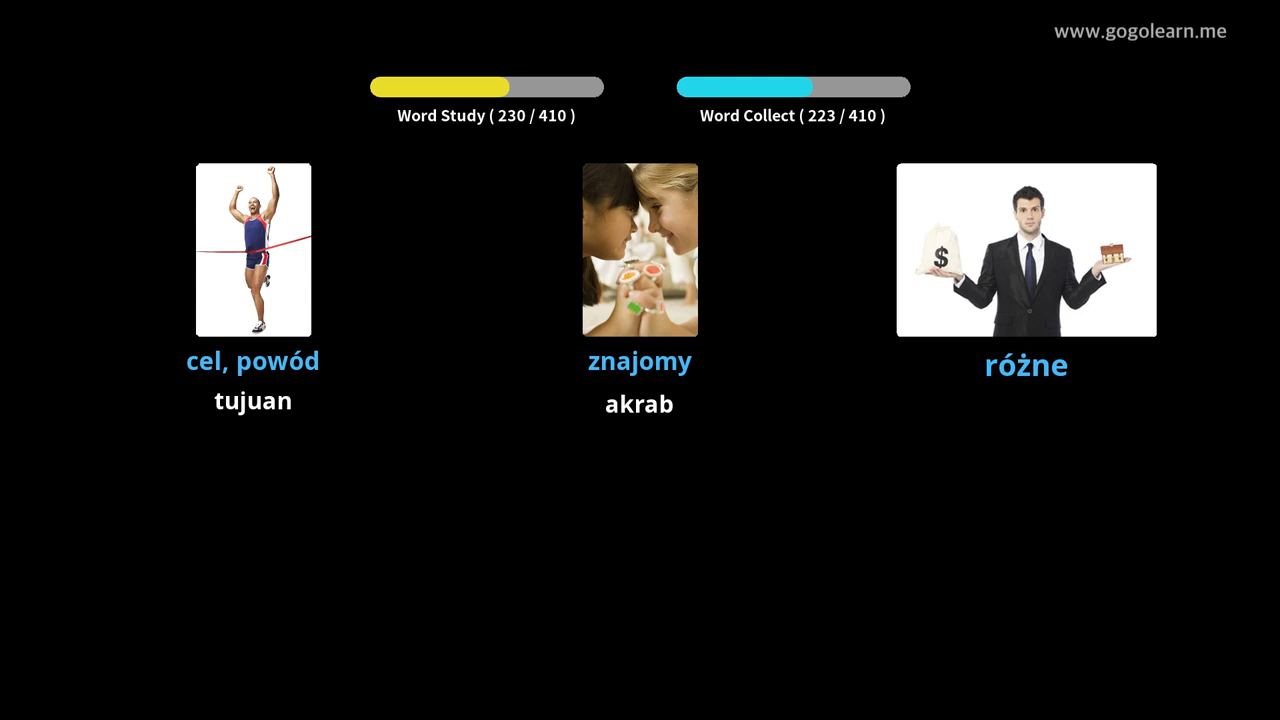 www.gogolearn.me
Word Study ( 230 / 410 )
Word Collect ( 223 / 410 )
$
cel, powód
tujuan
znajomy
akrab
różne